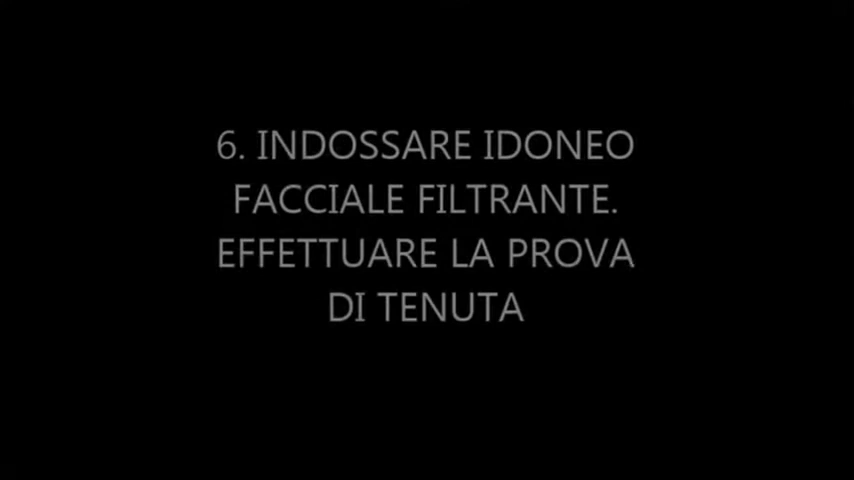 6. INDOSSARE IDONEO
FACCIALE FILTRANTE.
EFFETTUARE LA PROVA
DI TENUTA